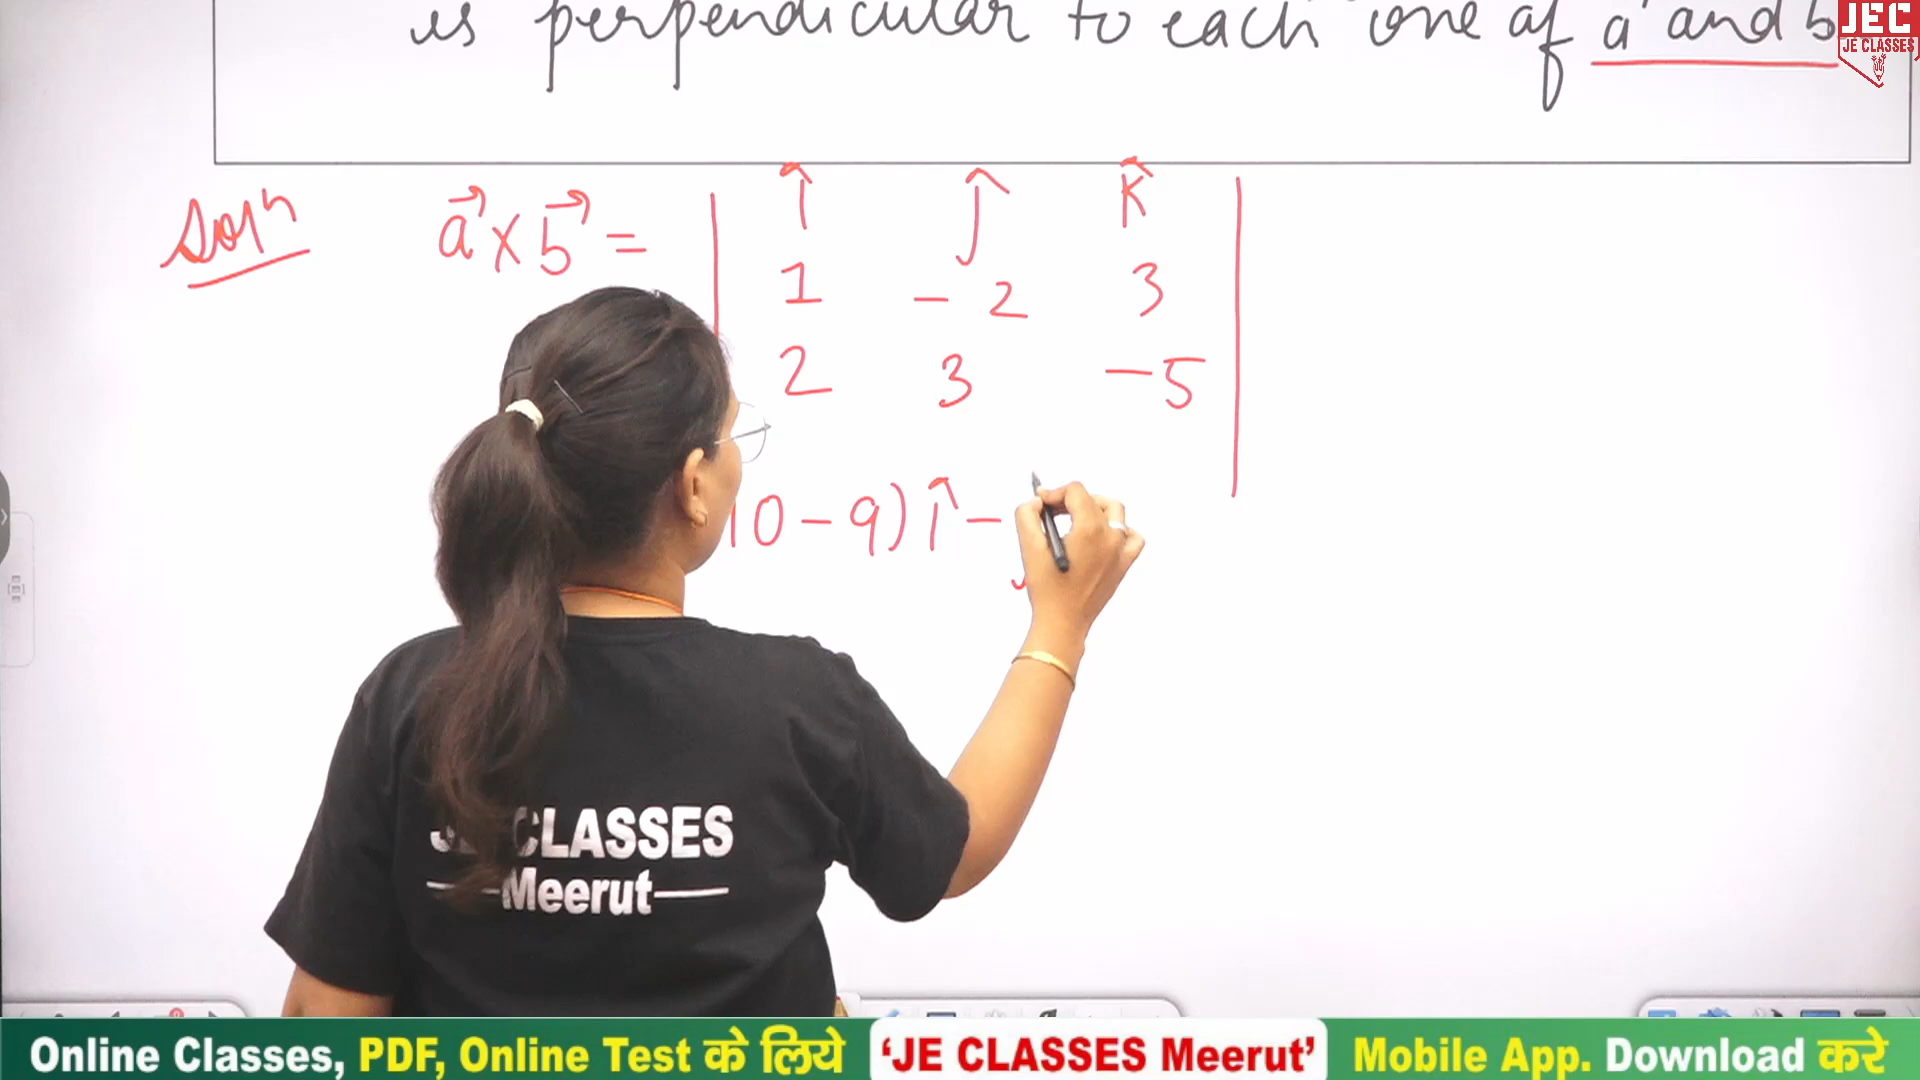 is perpendicular to each one of a and b
JEC
JE CLASSES
Soln a⃗ × b⃗ = | î ĵ k̂ |
1 - 2 3
2 3 - 5
10 - 9) î -
CLASSES
Meerut
Online Classes, PDF, Online Test के लिये 'JE CLASSES Meerut' Mobile App. Download करे